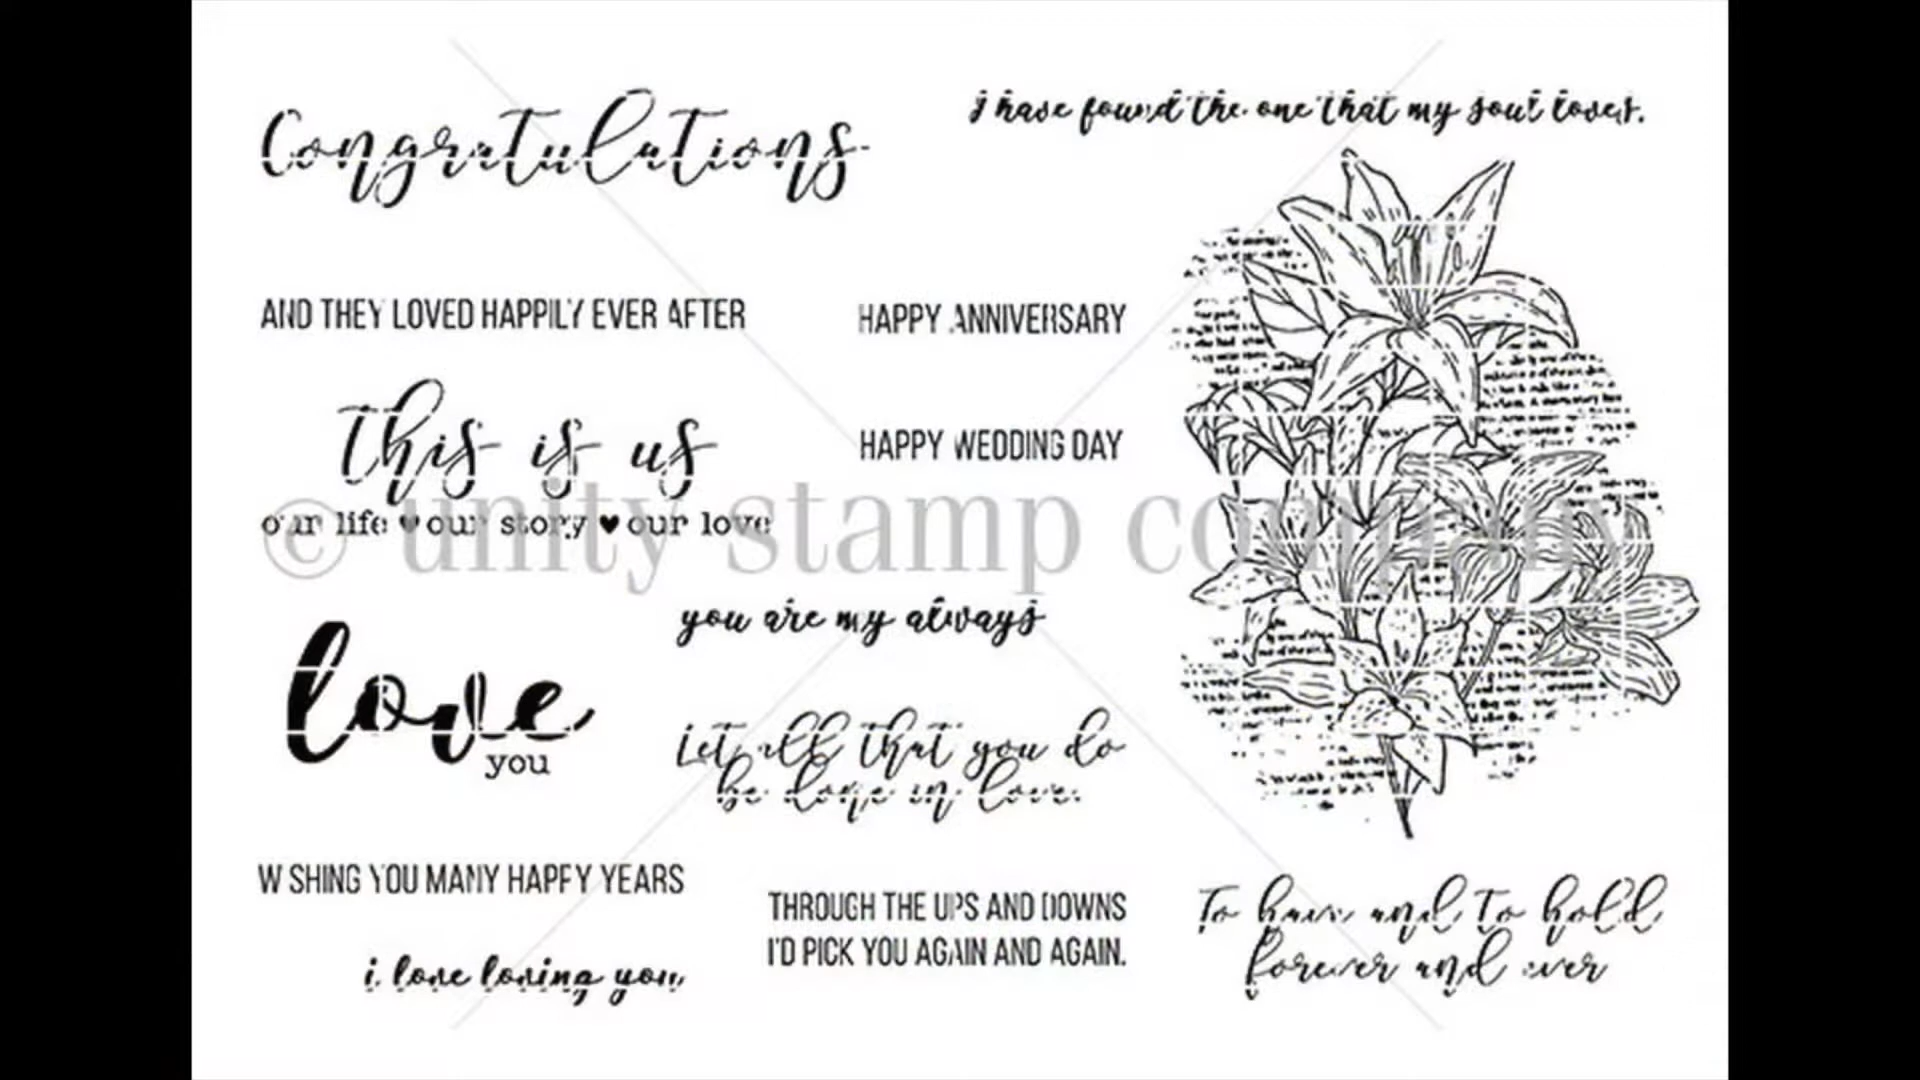 Congratulations
I have found the one that my soul loves.
AND THEY LOVED HAPPILY EVER AFTER
HAPPY ANNIVERSARY
this is us
our life ♥ our story ♥ our love
HAPPY WEDDING DAY
© unity stamp company
love
you
you are my always
Let all that you do
be done in love.
WISHING YOU MANY HAPPY YEARS
i love loving you
THROUGH THE UPS AND DOWNS
I'D PICK YOU AGAIN AND AGAIN.
To have and to hold
forever and ever